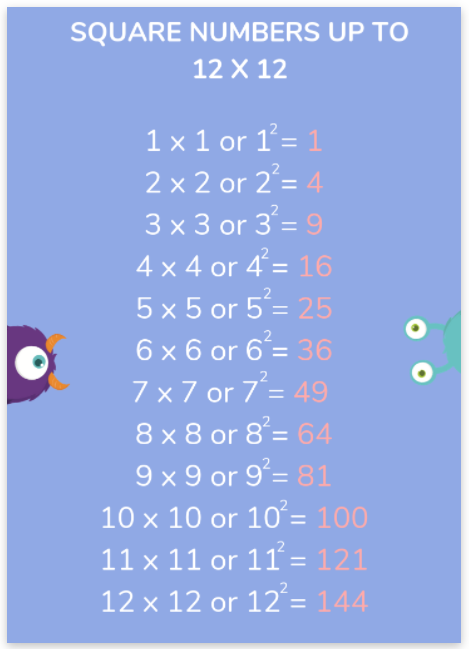 SQUARE NUMBERS UP TO
12 X 12
1 x 1 or 1²= 1
2 x 2 or 2²= 4
3 x 3 or 3²= 9
4 x 4 or 4²= 16
5 x 5 or 5²= 25
6 x 6 or 6²= 36
7 x 7 or 7²= 49
8 x 8 or 8²= 64
9 x 9 or 9²= 81
10 x 10 or 10²= 100
11 x 11 or 11²= 121
12 x 12 or 12²= 144